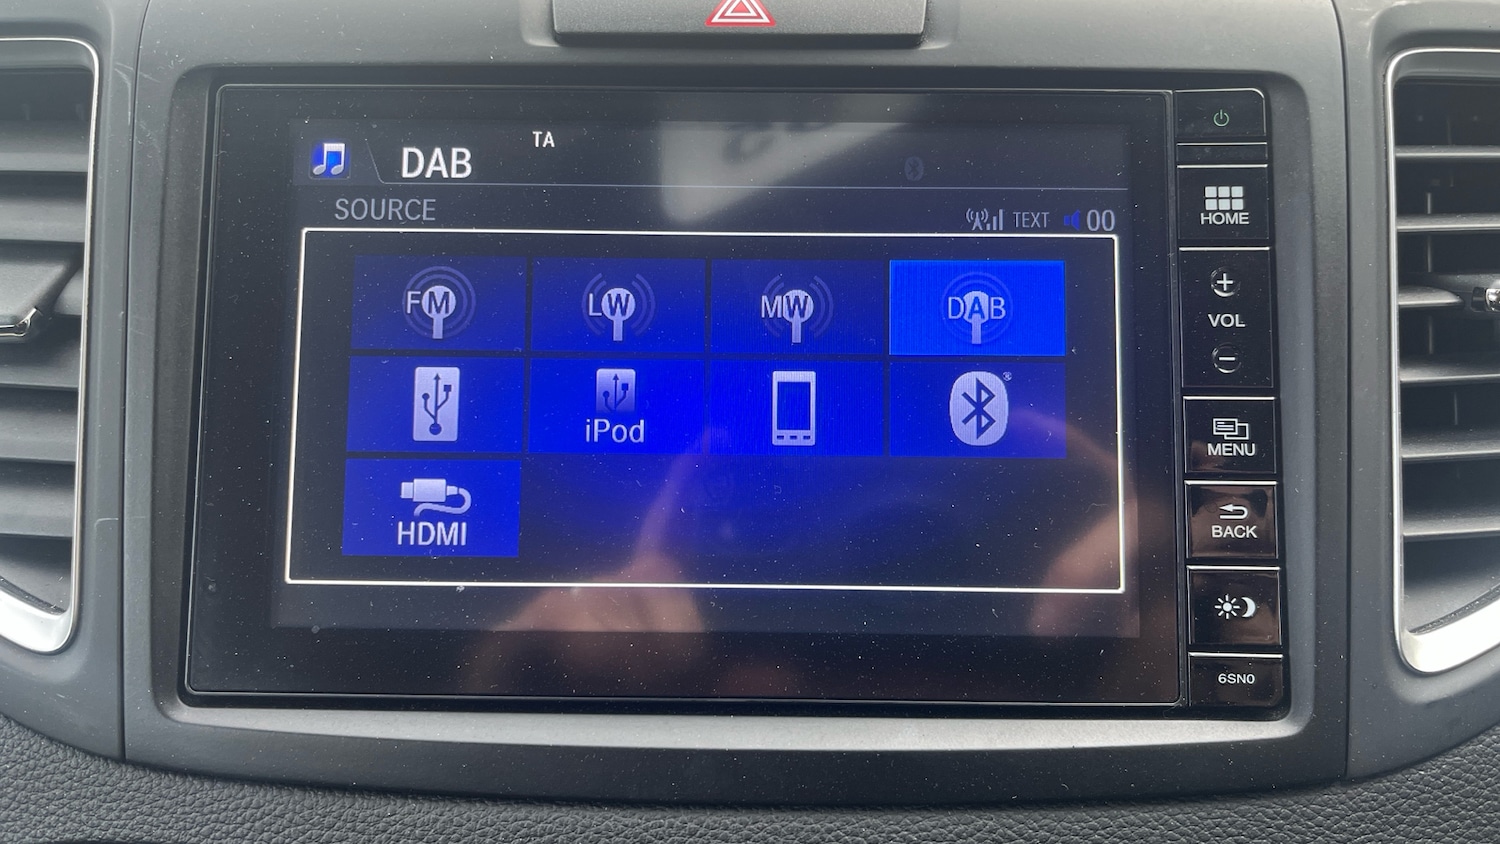 DAB TA
SOURCE
TEXT 00
FM LW MW DAB
iPod
HDMI
HOME
+
VOL
−
MENU
BACK
6SN0